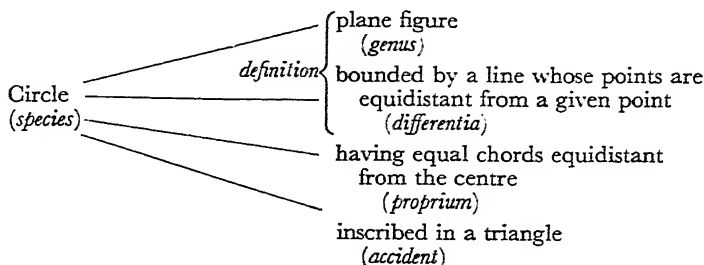 plane figure
(genus)
definition
bounded by a line whose points are
equidistant from a given point
(differentia)
Circle
(species)
having equal chords equidistant
from the centre
(proprium)
inscribed in a triangle
(accident)